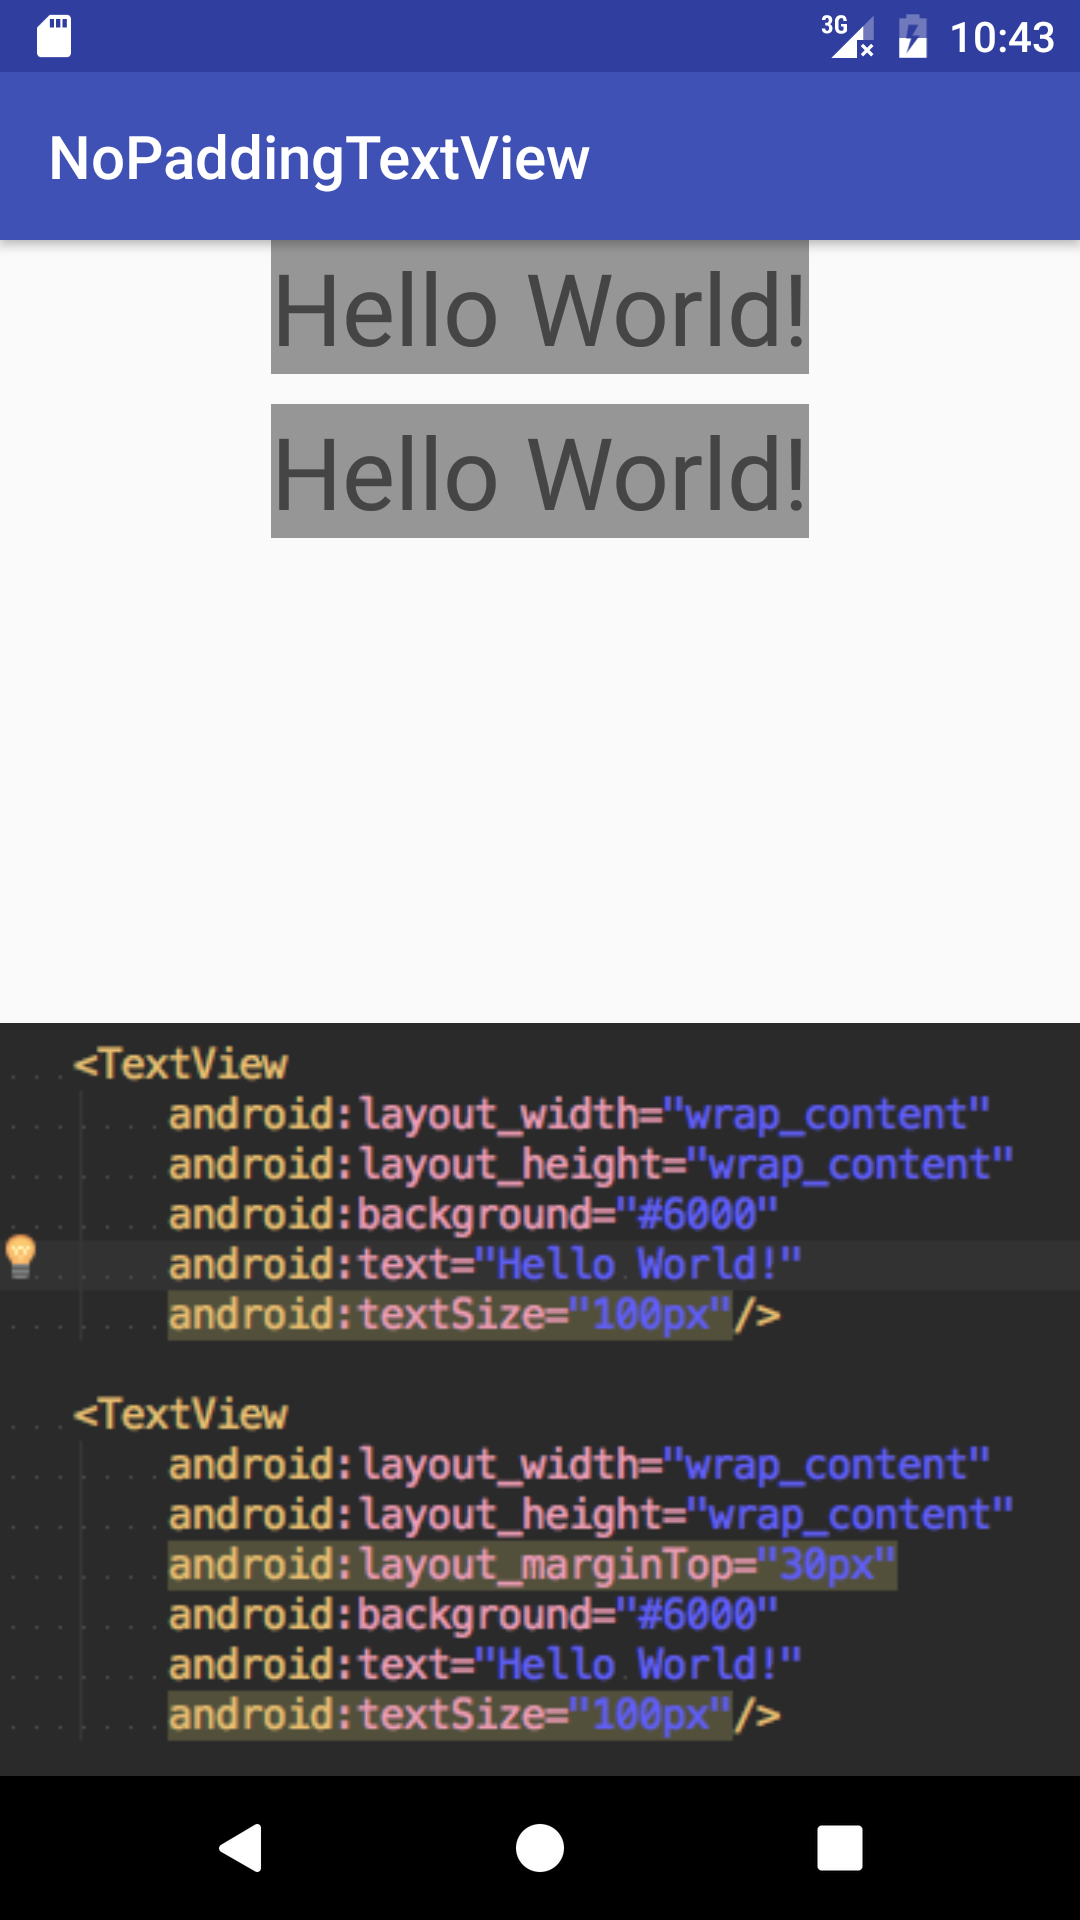 3G 10:43
NoPaddingTextView
Hello World!
Hello World!
<TextView
android:layout_width="wrap_content"
android:layout_height="wrap_content"
android:background="#6000"
android:text="Hello World!"
android:textSize="100px"/>
<TextView
android:layout_width="wrap_content"
android:layout_height="wrap_content"
android:layout_marginTop="30px"
android:background="#6000"
android:text="Hello World!"
android:textSize="100px"/>